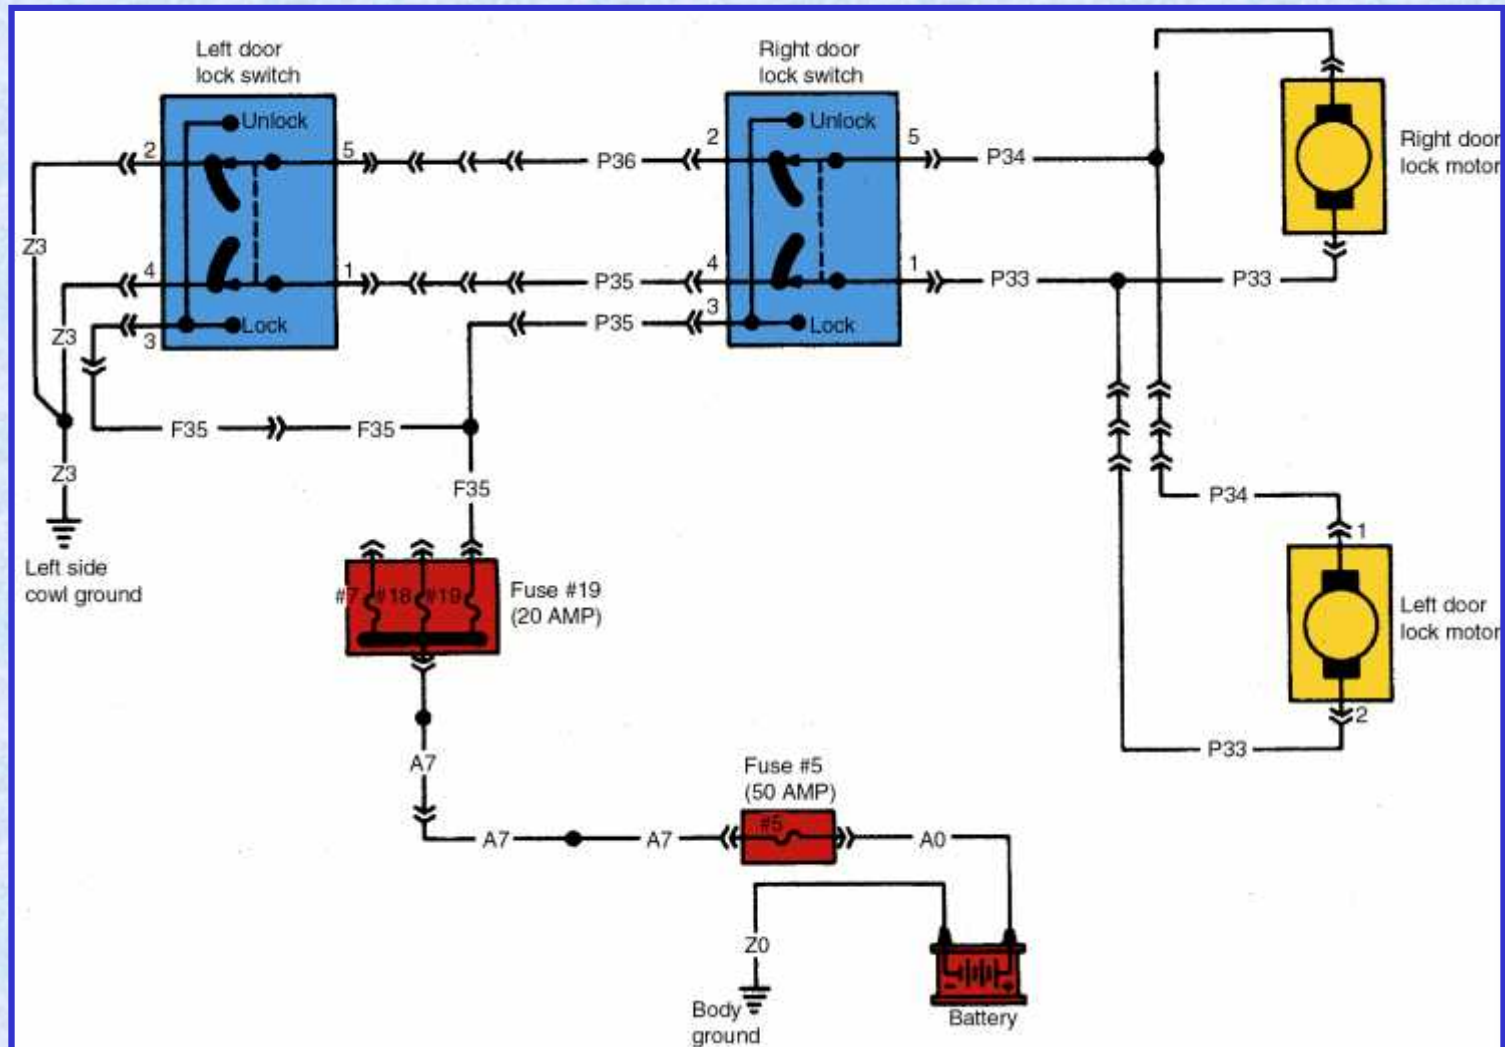 Left door
lock switch
Right door
lock switch
Unlock
Unlock
Right door
lock motor
2
5
P36
2
5
P34
Z3
4
1
P35
4
1
P33
P33
3
Lock
P35
3
Lock
Z3
F35
F35
Z3
F35
P34
1
Left side
cowl ground
#7
#18
#19
Fuse #19
(20 AMP)
Left door
lock motor
2
P33
A7
Fuse #5
(50 AMP)
#5
A7
A7
A0
Z0
- +
Body
ground
Battery